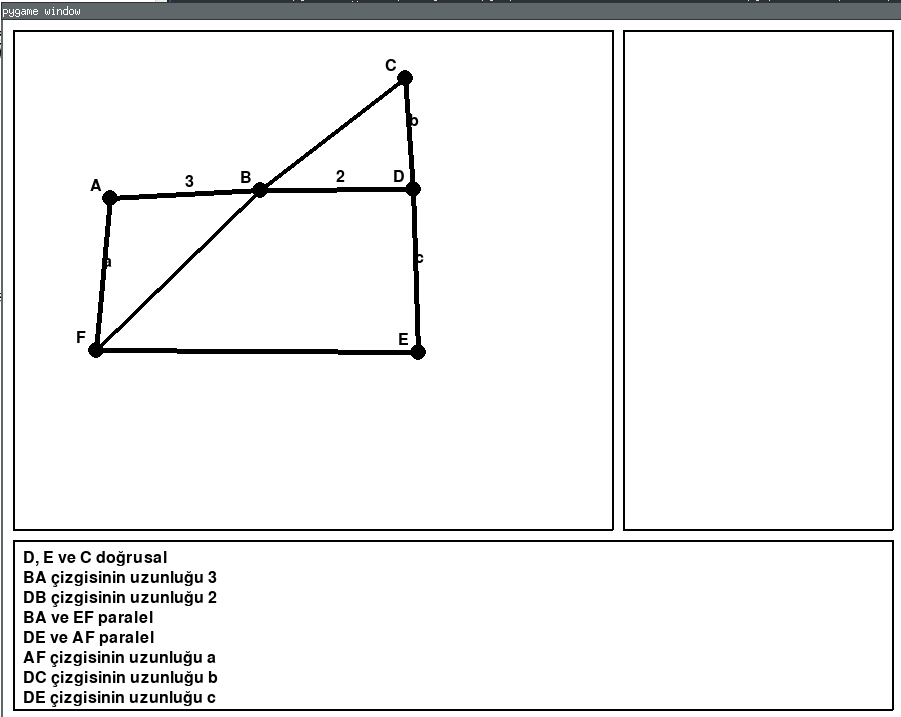 pygame window
C
b
A
3
B
2
D
a
c
F
E
D, E ve C doğrusal
BA çizgisinin uzunluğu 3
DB çizgisinin uzunluğu 2
BA ve EF paralel
DE ve AF paralel
AF çizgisinin uzunluğu a
DC çizgisinin uzunluğu b
DE çizgisinin uzunluğu c